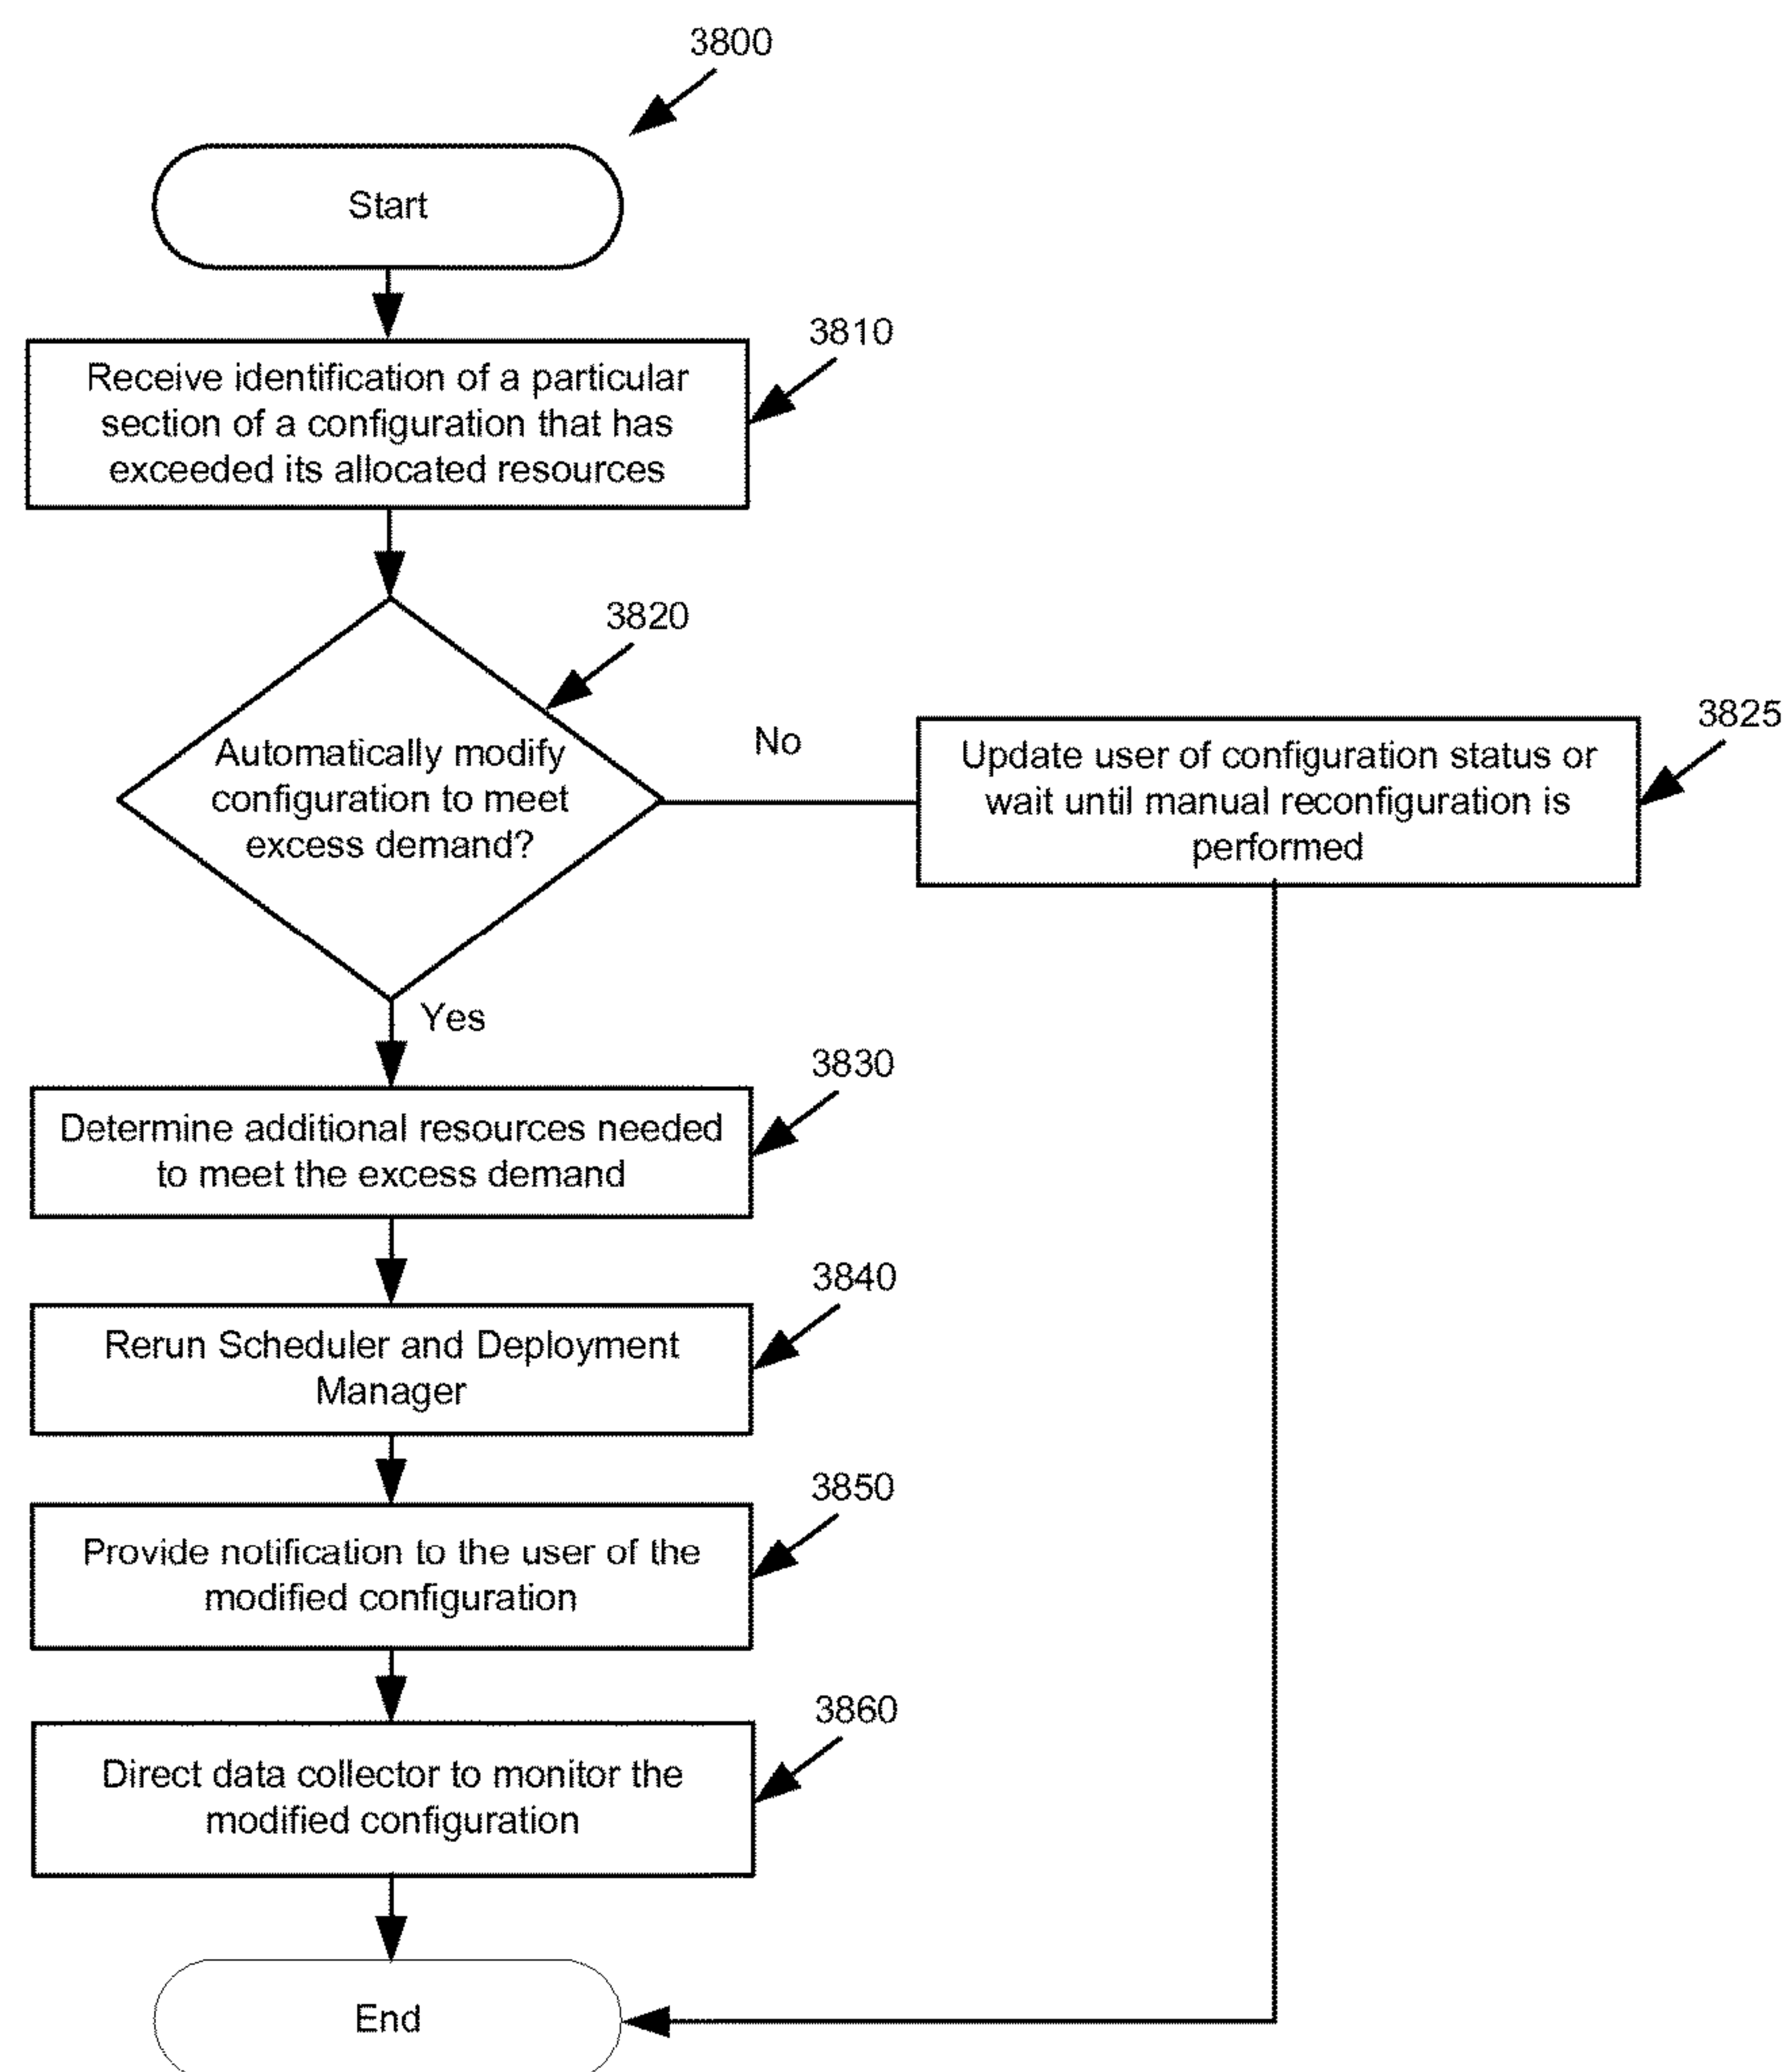 3800
Start
3810
Receive identification of a particular
section of a configuration that has
exceeded its allocated resources
3820
Automatically modify
configuration to meet
excess demand?
No
3825
Update user of configuration status or
wait until manual reconfiguration is
performed
Yes
3830
Determine additional resources needed
to meet the excess demand
3840
Rerun Scheduler and Deployment
Manager
3850
Provide notification to the user of the
modified configuration
3860
Direct data collector to monitor the
modified configuration
End